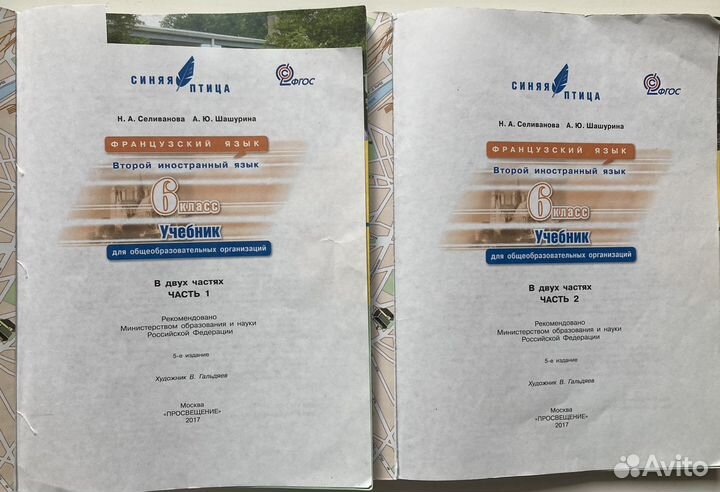 СИНЯЯ
ПТИЦА
ФГОС
Н. А. Селиванова А. Ю. Шашурина
ФРАНЦУЗСКИЙ ЯЗЫК
Второй иностранный язык
6 класс
Учебник
для общеобразовательных организаций
В двух частях
ЧАСТЬ 1
Рекомендовано
Министерством образования и науки
Российской Федерации
5-е издание
Художник В. Гальдяев
Москва
«ПРОСВЕЩЕНИЕ»
2017
СИНЯЯ
ПТИЦА
ФГОС
Н. А. Селиванова А. Ю. Шашурина
ФРАНЦУЗСКИЙ ЯЗЫК
Второй иностранный язык
6 класс
Учебник
для общеобразовательных организаций
В двух частях
ЧАСТЬ 2
Рекомендовано
Министерством образования и науки
Российской Федерации
5-е издание
Художник В. Гальдяев
Москва
«ПРОСВЕЩЕНИЕ»
2017
Avito